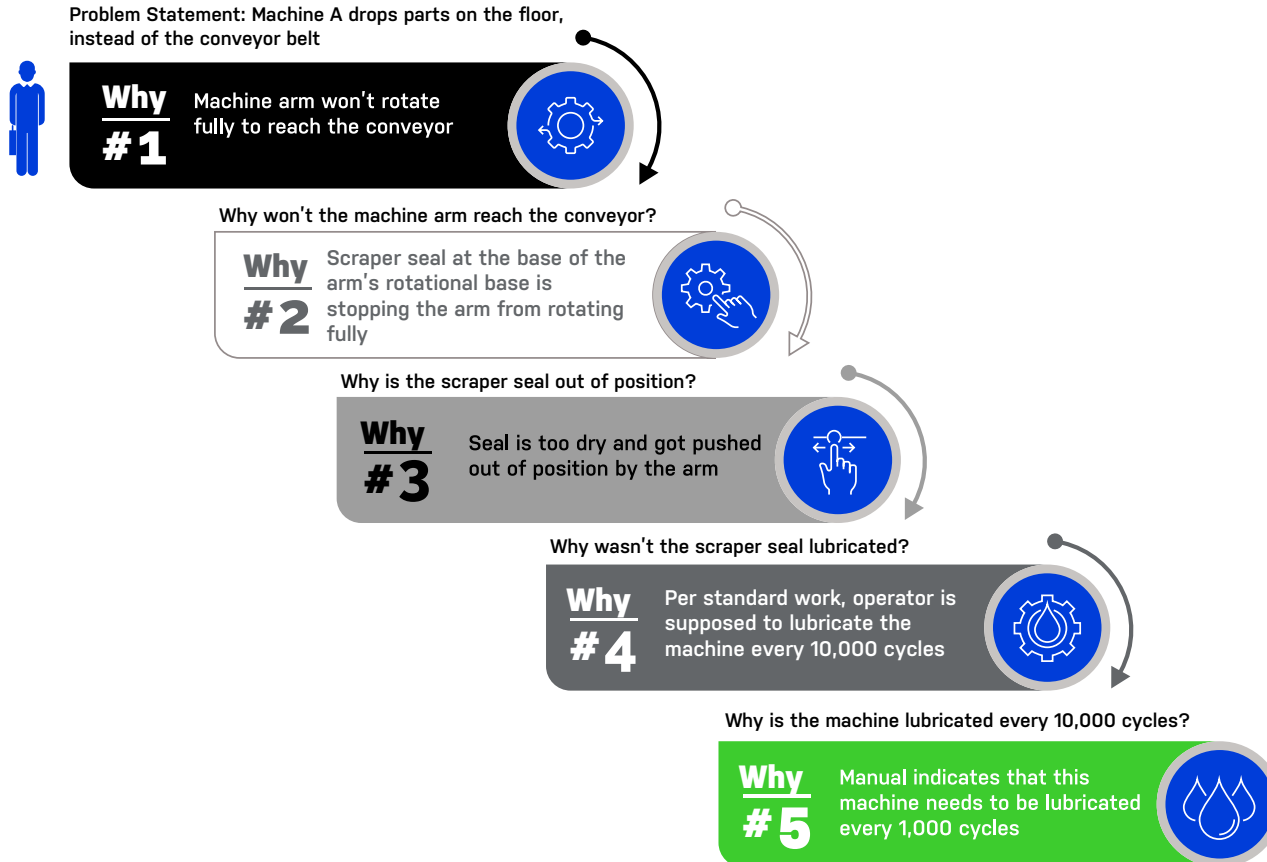 Problem Statement: Machine A drops parts on the floor,
instead of the conveyor belt
Why
#1
Machine arm won't rotate
fully to reach the conveyor
Why won't the machine arm reach the conveyor?
Why
#2
Scraper seal at the base of the
arm's rotational base is
stopping the arm from rotating
fully
Why is the scraper seal out of position?
Why
#3
Seal is too dry and got pushed
out of position by the arm
Why wasn't the scraper seal lubricated?
Why
#4
Per standard work, operator is
supposed to lubricate the
machine every 10,000 cycles
Why is the machine lubricated every 10,000 cycles?
Why
#5
Manual indicates that this
machine needs to be lubricated
every 1,000 cycles